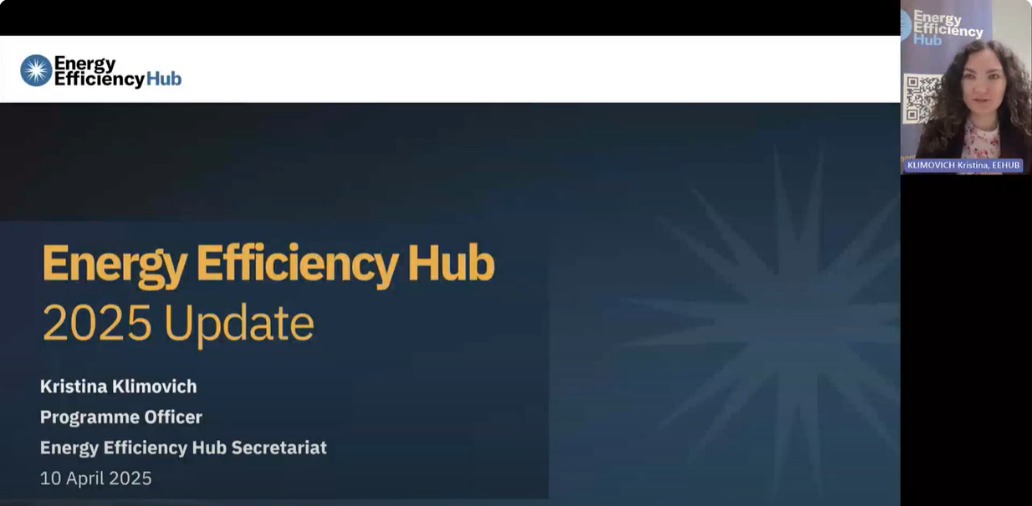 Energy
Efficiency Hub
Energy Efficiency Hub
2025 Update
Kristina Klimovich
Programme Officer
Energy Efficiency Hub Secretariat
10 April 2025
Energy
Efficiency
Hub
KLIMOVICH Kristina, EEHUB